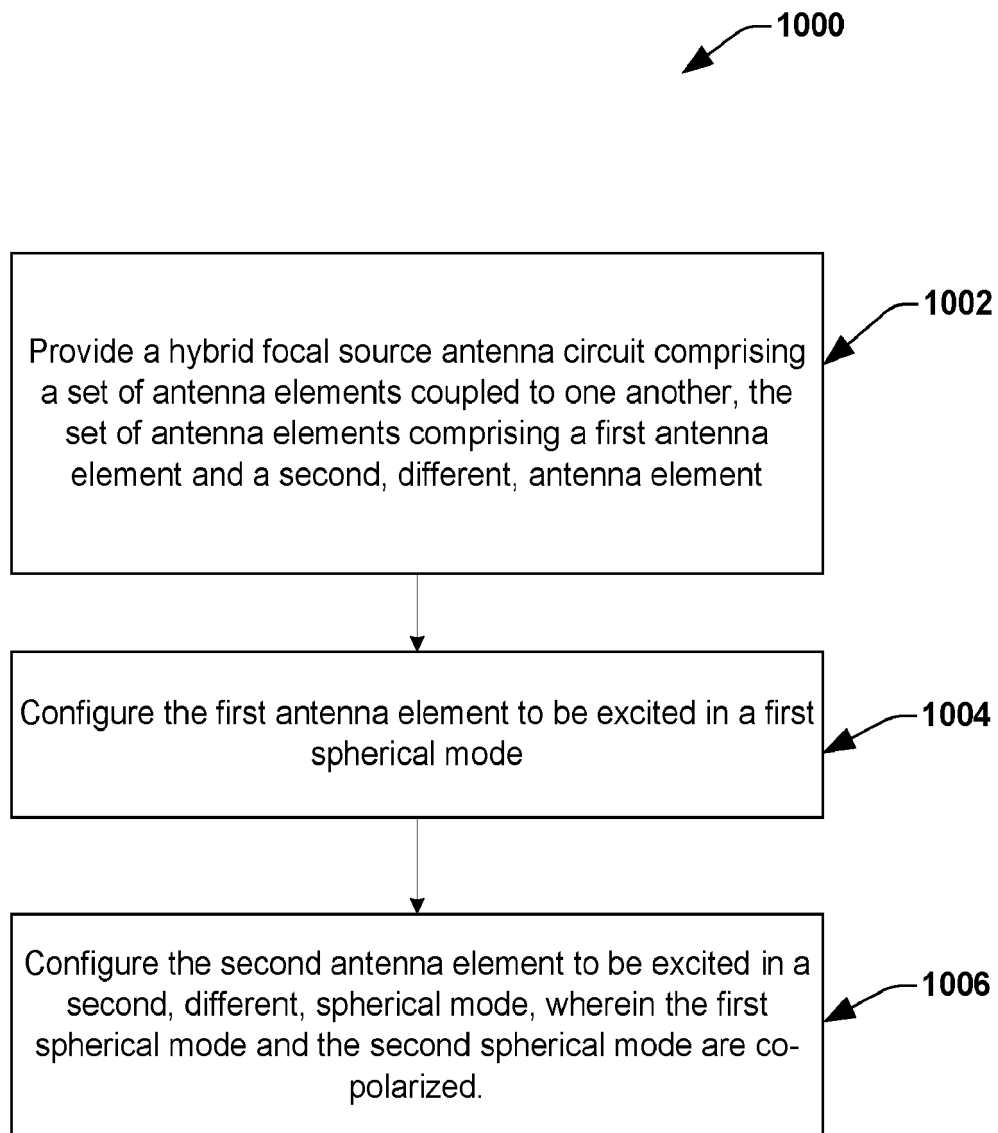 1000
1002
Provide a hybrid focal source antenna circuit comprising
a set of antenna elements coupled to one another, the
set of antenna elements comprising a first antenna
element and a second, different, antenna element
Configure the first antenna element to be excited in a first
spherical mode
1004
Configure the second antenna element to be excited in a
second, different, spherical mode, wherein the first
spherical mode and the second spherical mode are co-
polarized.
1006